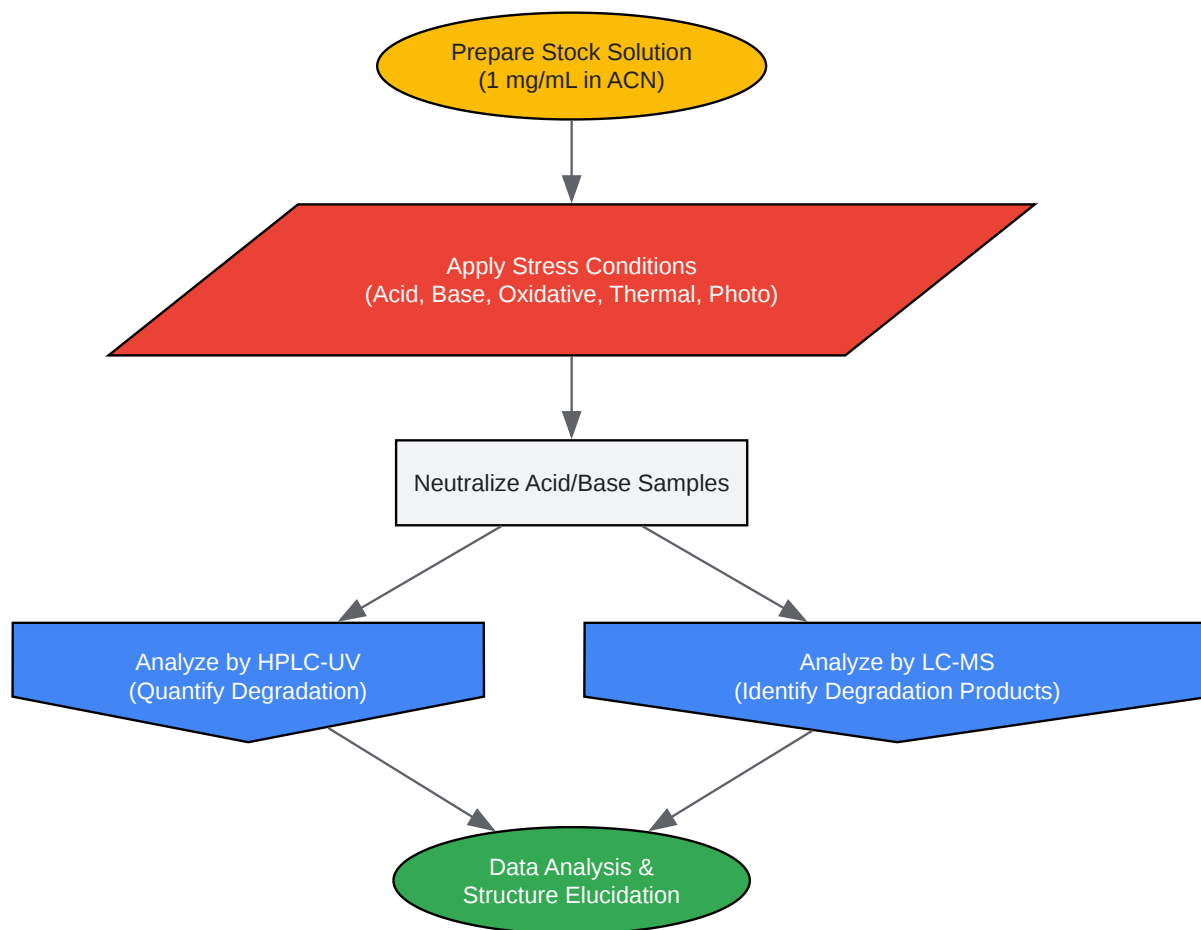 Prepare Stock Solution
(1 mg/mL in ACN)
Apply Stress Conditions
(Acid, Base, Oxidative, Thermal, Photo)
Neutralize Acid/Base Samples
Analyze by HPLC-UV
(Quantify Degradation)
Analyze by LC-MS
(Identify Degradation Products)
Data Analysis &
Structure Elucidation